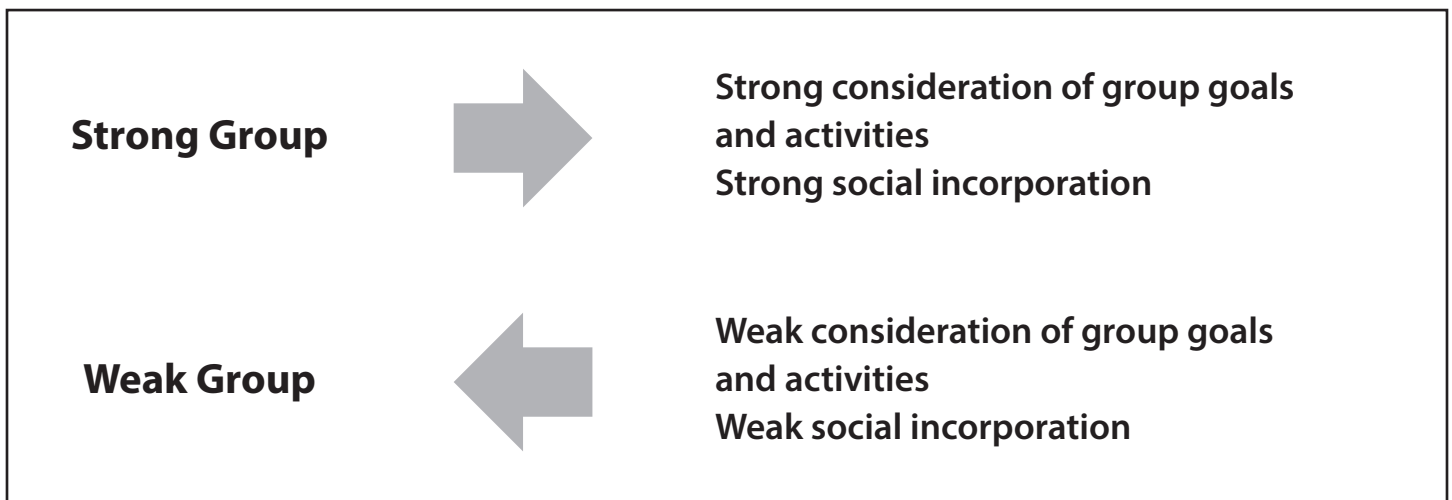 Strong Group
Strong consideration of group goals
and activities
Strong social incorporation
Weak Group
Weak consideration of group goals
and activities
Weak social incorporation